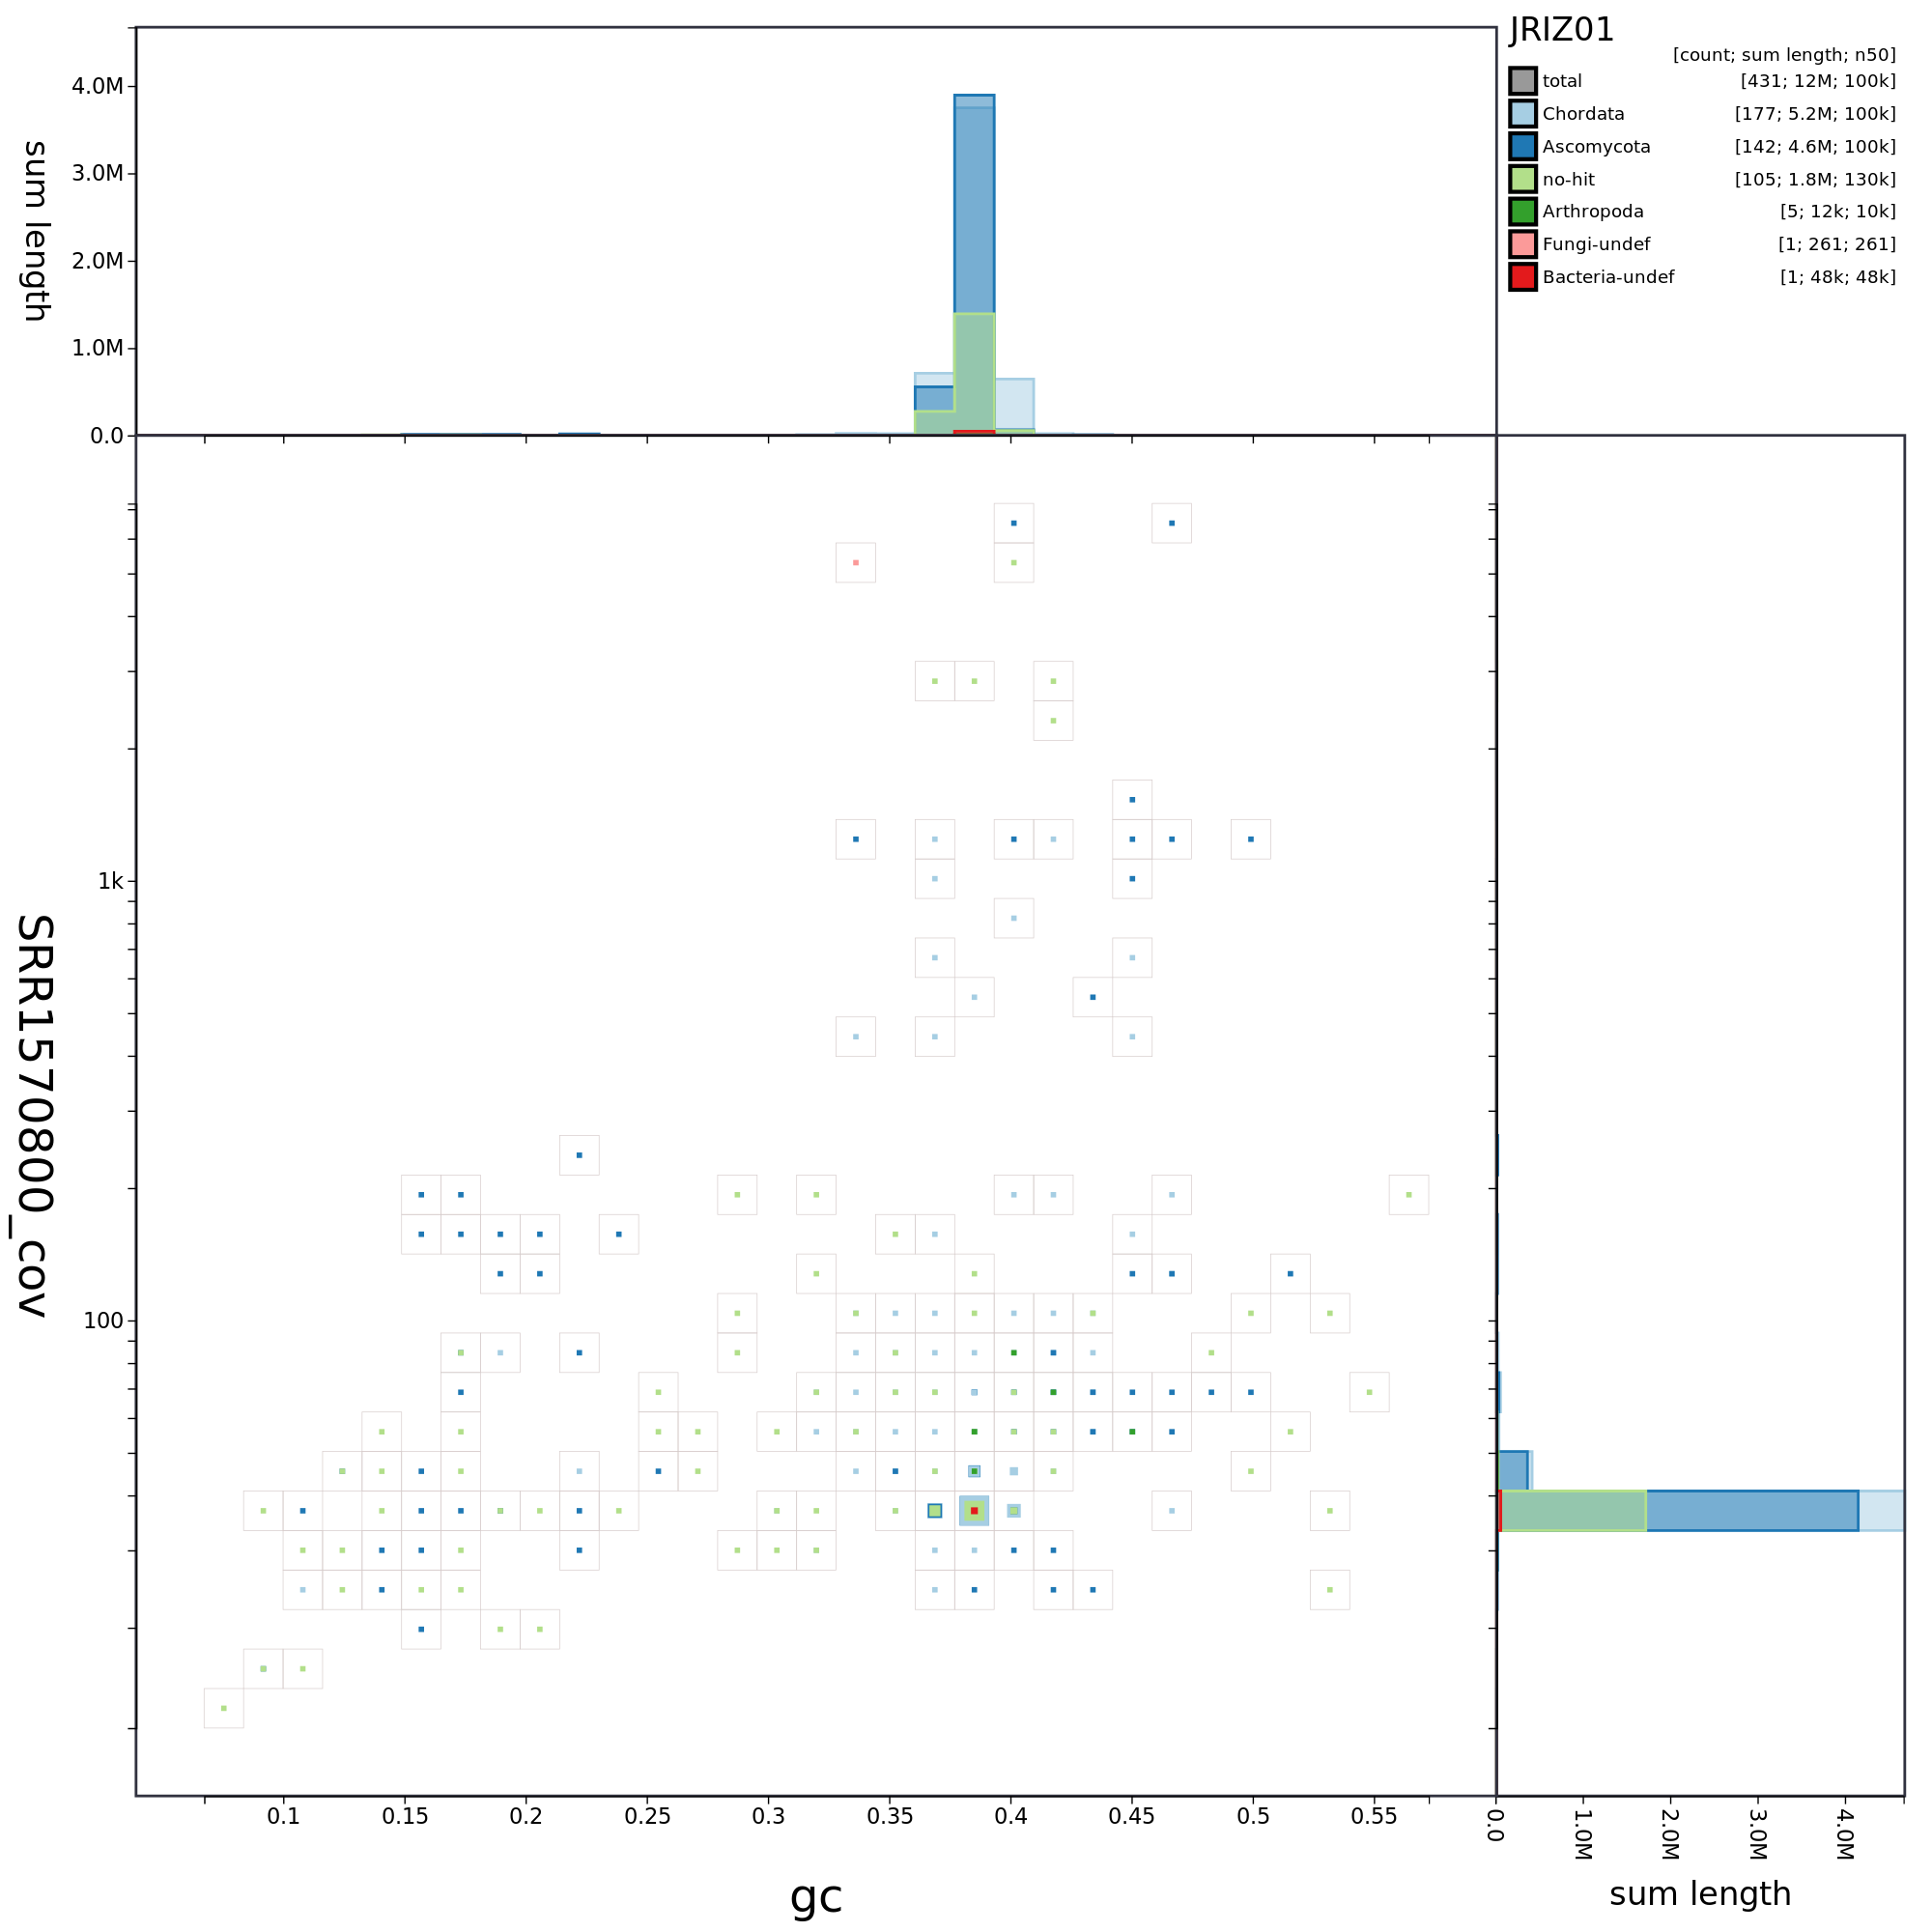 JRIZ01
[count; sum length; n50]
total [431; 12M; 100k]
Chordata [177; 5.2M; 100k]
Ascomycota [142; 4.6M; 100k]
no-hit [105; 1.8M; 130k]
Arthropoda [5; 12k; 10k]
Fungi-undef [1; 261; 261]
Bacteria-undef [1; 48k; 48k]
sum length
4.0M
3.0M
2.0M
1.0M
0.0
SRR1570800_cov
1k
100
0.1 0.15 0.2 0.25 0.3 0.35 0.4 0.45 0.5 0.55
gc
0.0 1.0M 2.0M 3.0M 4.0M
sum length